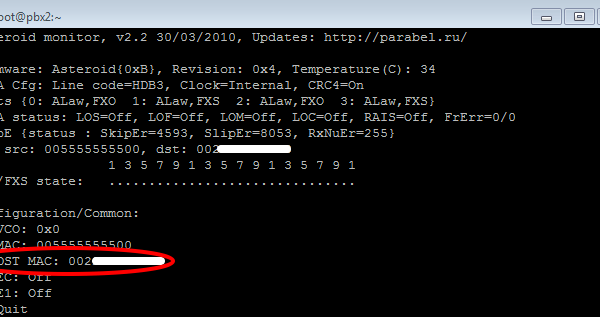 oot@pbx2:~
eroid monitor, v2.2 30/03/2010, Updates: http://parabel.ru/
mware: Asteroid{0xB}, Revision: 0x4, Temperature(C): 34
A Cfg: Line code=HDB3, Clock=Internal, CRC4=On
ts {0: ALaw,FXO  1: ALaw,FXS  2: ALaw,FXO  3: ALaw,FXS}
A status: LOS=Off, LOF=Off, LOM=Off, LOC=Off, RAIS=Off, FrEr=0/0
oE {status : SkipEr=4593, SlipEr=8053, RxNuEr=255}
src: 005555555500, dst: 002
1 3 5 7 9 1 3 5 7 9 1 3 5 7 9 1
/FXS state:   ...............................
figuration/Common:
VCO: 0x0
MAC: 005555555500
OST MAC: 002
EC: Off
E1: Off
Quit